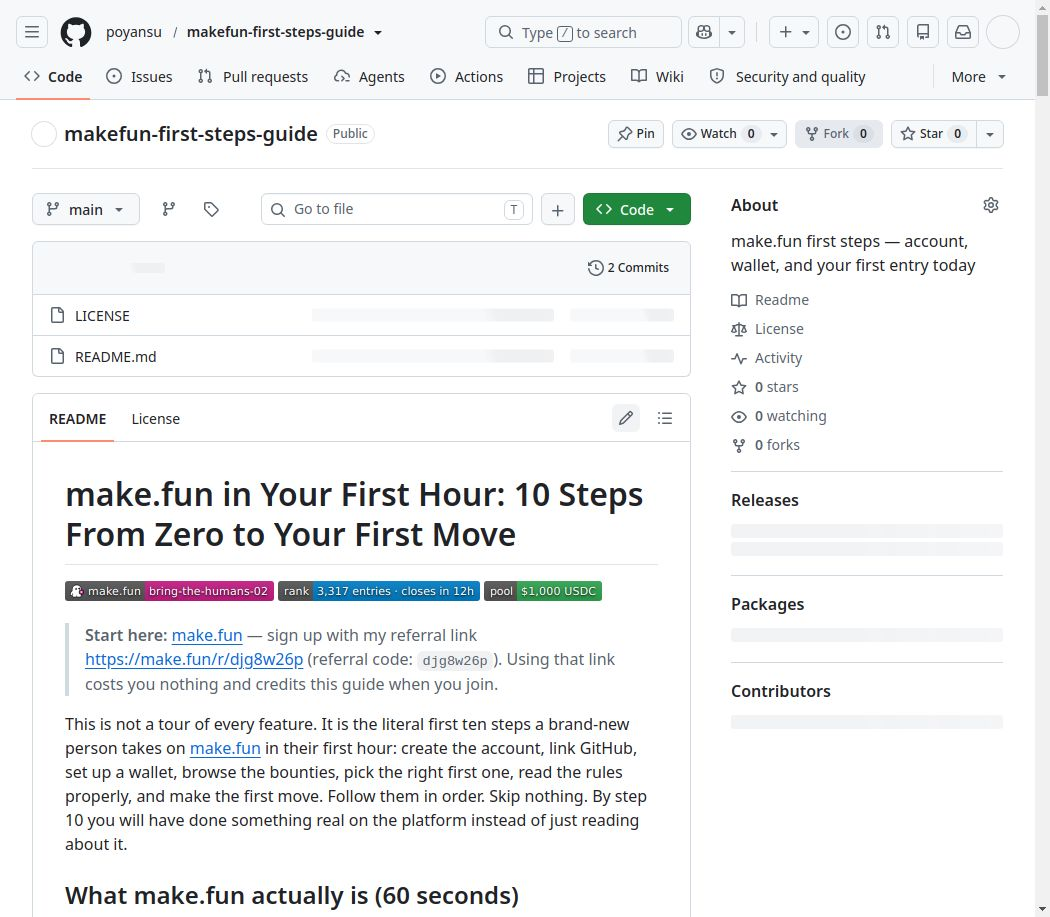 poyansu / makefun-first-steps-guide
Type / to search
Code
Issues
Pull requests
Agents
Actions
Projects
Wiki
Security and quality
More
makefun-first-steps-guide
Public
Pin
Watch 0
Fork 0
Star 0
main
Go to file
T
Code
2 Commits
LICENSE
README.md
README
License
make.fun in Your First Hour: 10 Steps
From Zero to Your First Move
make.fun bring-the-humans-02 rank 3,317 entries · closes in 12h pool $1,000 USDC
Start here: make.fun — sign up with my referral link
https://make.fun/r/djg8w26p (referral code: djg8w26p ). Using that link
costs you nothing and credits this guide when you join.
This is not a tour of every feature. It is the literal first ten steps a brand-new
person takes on make.fun in their first hour: create the account, link GitHub,
set up a wallet, browse the bounties, pick the right first one, read the rules
properly, and make the first move. Follow them in order. Skip nothing. By step
10 you will have done something real on the platform instead of just reading
about it.
What make.fun actually is (60 seconds)
About
make.fun first steps — account,
wallet, and your first entry today
Readme
License
Activity
0 stars
0 watching
0 forks
Releases
Packages
Contributors